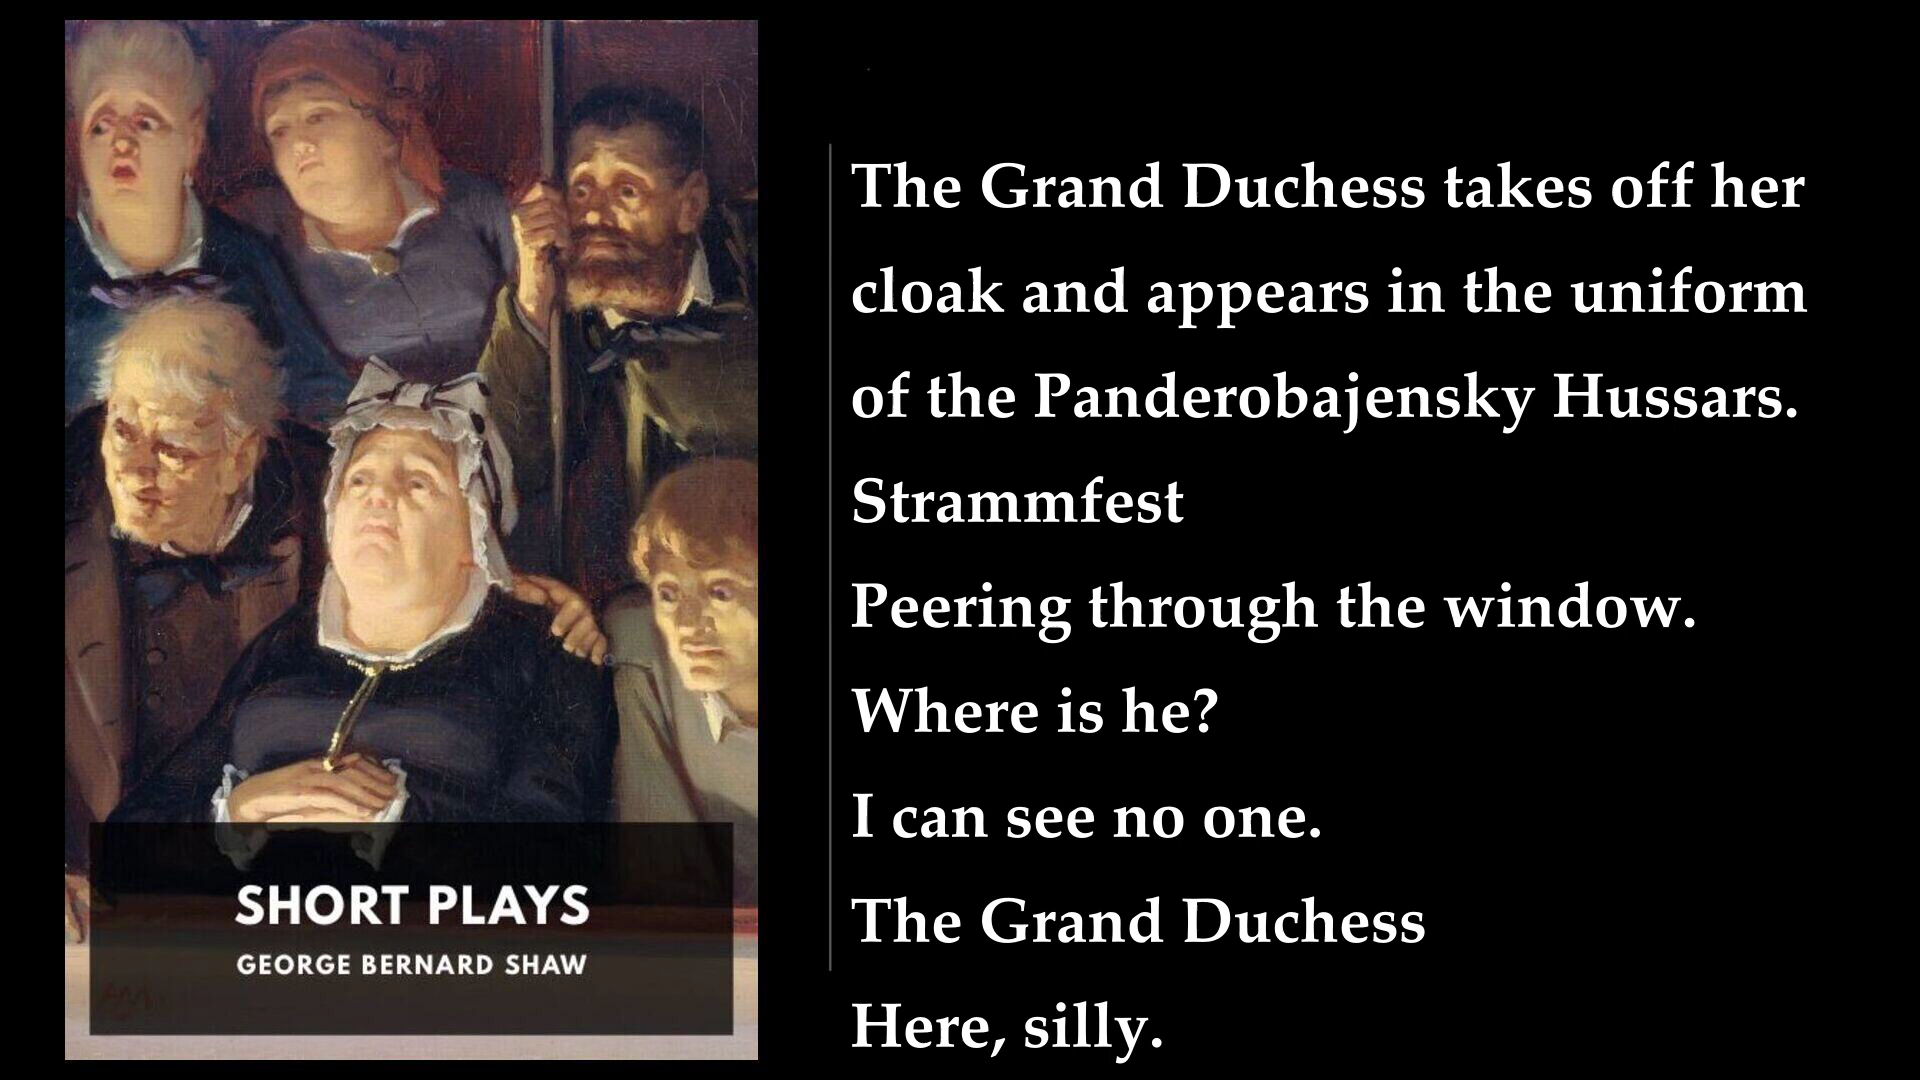 The Grand Duchess takes off her
cloak and appears in the uniform
of the Panderobajensky Hussars.
Strammfest
Peering through the window.
Where is he?
I can see no one.
The Grand Duchess
Here, silly.
SHORT PLAYS
GEORGE BERNARD SHAW